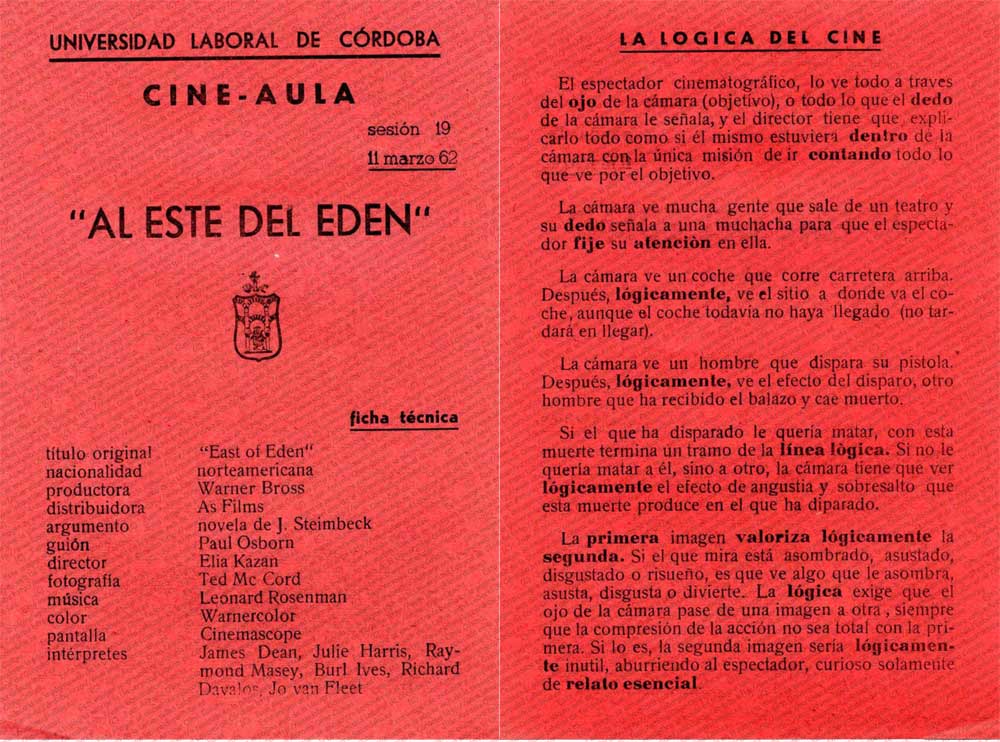 UNIVERSIDAD LABORAL DE CÓRDOBA
CINE-AULA
sesión 19
11 marzo 62
"AL ESTE DEL EDEN"
ficha técnica
título original "East of Eden"
nacionalidad norteamericana
productora Warner Bross
distribuidora As Films
argumento novela de J. Steimbeck
guión Paul Osborn
director Elia Kazan
fotografía Ted Mc Cord
música Leonard Rosenman
color Warnercolor
pantalla Cinemascope
intérpretes James Dean, Julie Harris, Ray-
mond Masey, Burl Ives, Richard
Davalos, Jo van Fleet
LA LOGICA DEL CINE
El espectador cinematográfico, lo ve todo a traves
del ojo de la cámara (objetivo), o todo lo que el dedo
de la cámara le señala, y el director tiene que expli-
carlo todo como si él mismo estuviera dentro de la
cámara con la única misión de ir contando todo lo
que ve por el objetivo.
La cámara ve mucha gente que sale de un teatro y
su dedo señala a una muchacha para que el especta-
dor fije su atenciòn en ella.
La cámara ve un coche que corre carretera arriba.
Después, lógicamente, ve el sitio a donde va el co-
che, aunque el coche todavía no haya llegado (no tar-
dará en llegar).
La cámara ve un hombre que dispara su pistola.
Después, lógicamente, ve el efecto del disparo, otro
hombre que ha recibido el balazo y cae muerto.
Si el que ha disparado le quería matar, con esta
muerte termina un tramo de la línea lògica. Si no le
quería matar a él, sino a otro, la cámara tiene que ver
lógicamente el efecto de angustia y sobresalto que
esta muerte produce en el que ha diparado.
La primera imagen valoriza lógicamente la
segunda. Si el que mira está asombrado, asustado,
disgustado o risueño, es que ve algo que le asombra,
asusta, disgusta o divierte. La lógica exige que el
ojo de la cámara pase de una imagen a otra , siempre
que la compresión de la acción no sea total con la pri-
mera. Si lo es, la segunda imagen sería lógicamen-
te inutil, aburriendo al espectador, curioso solamente
de relato esencial.